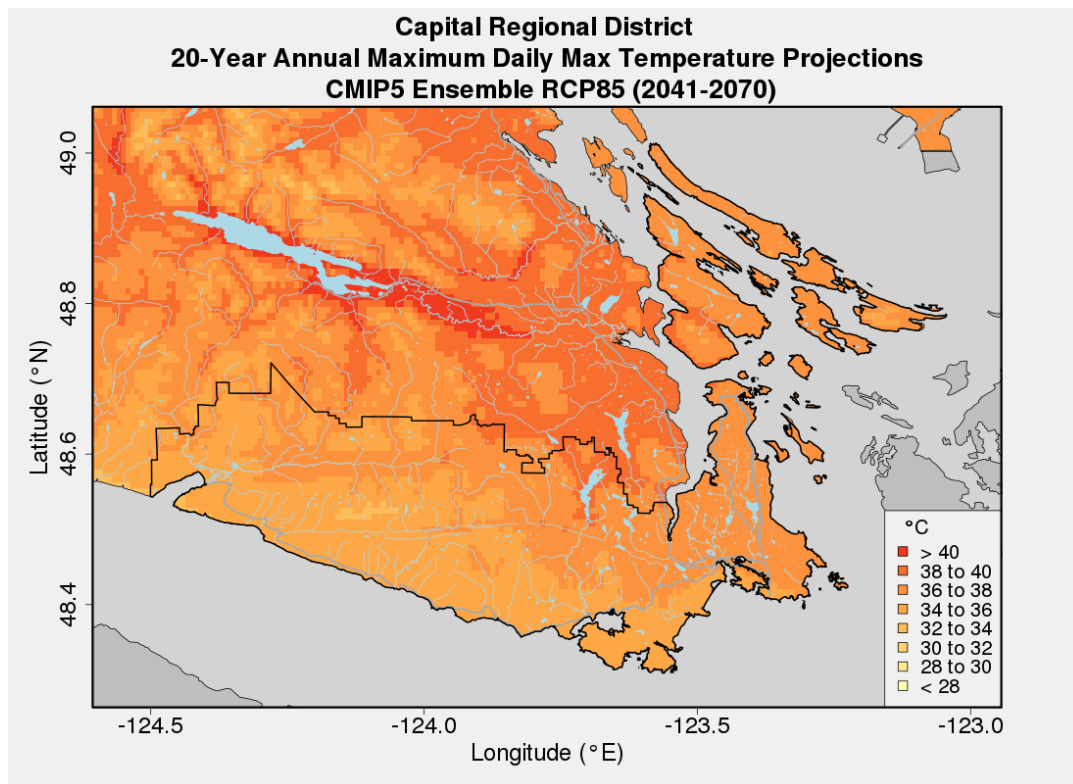 Capital Regional District
20-Year Annual Maximum Daily Max Temperature Projections
CMIP5 Ensemble RCP85 (2041-2070)
49.0
48.8
48.6
48.4
Latitude (°N)
°C
> 40
38 to 40
36 to 38
34 to 36
32 to 34
30 to 32
28 to 30
< 28
-124.5
-124.0
-123.5
-123.0
Longitude (°E)